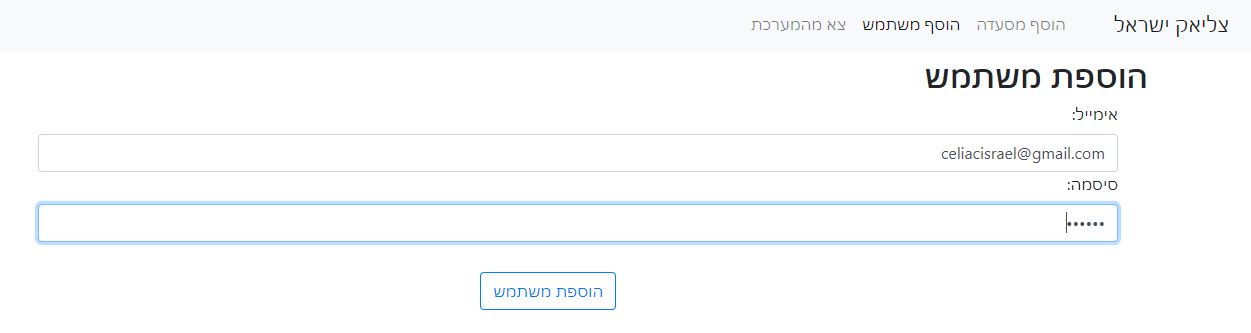 צליאק ישראל הוסף מסעדה הוסף משתמש צא מהמערכת
הוספת משתמש
אימייל:
celiacisrael@gmail.com
סיסמה:
••••••
הוספת משתמש